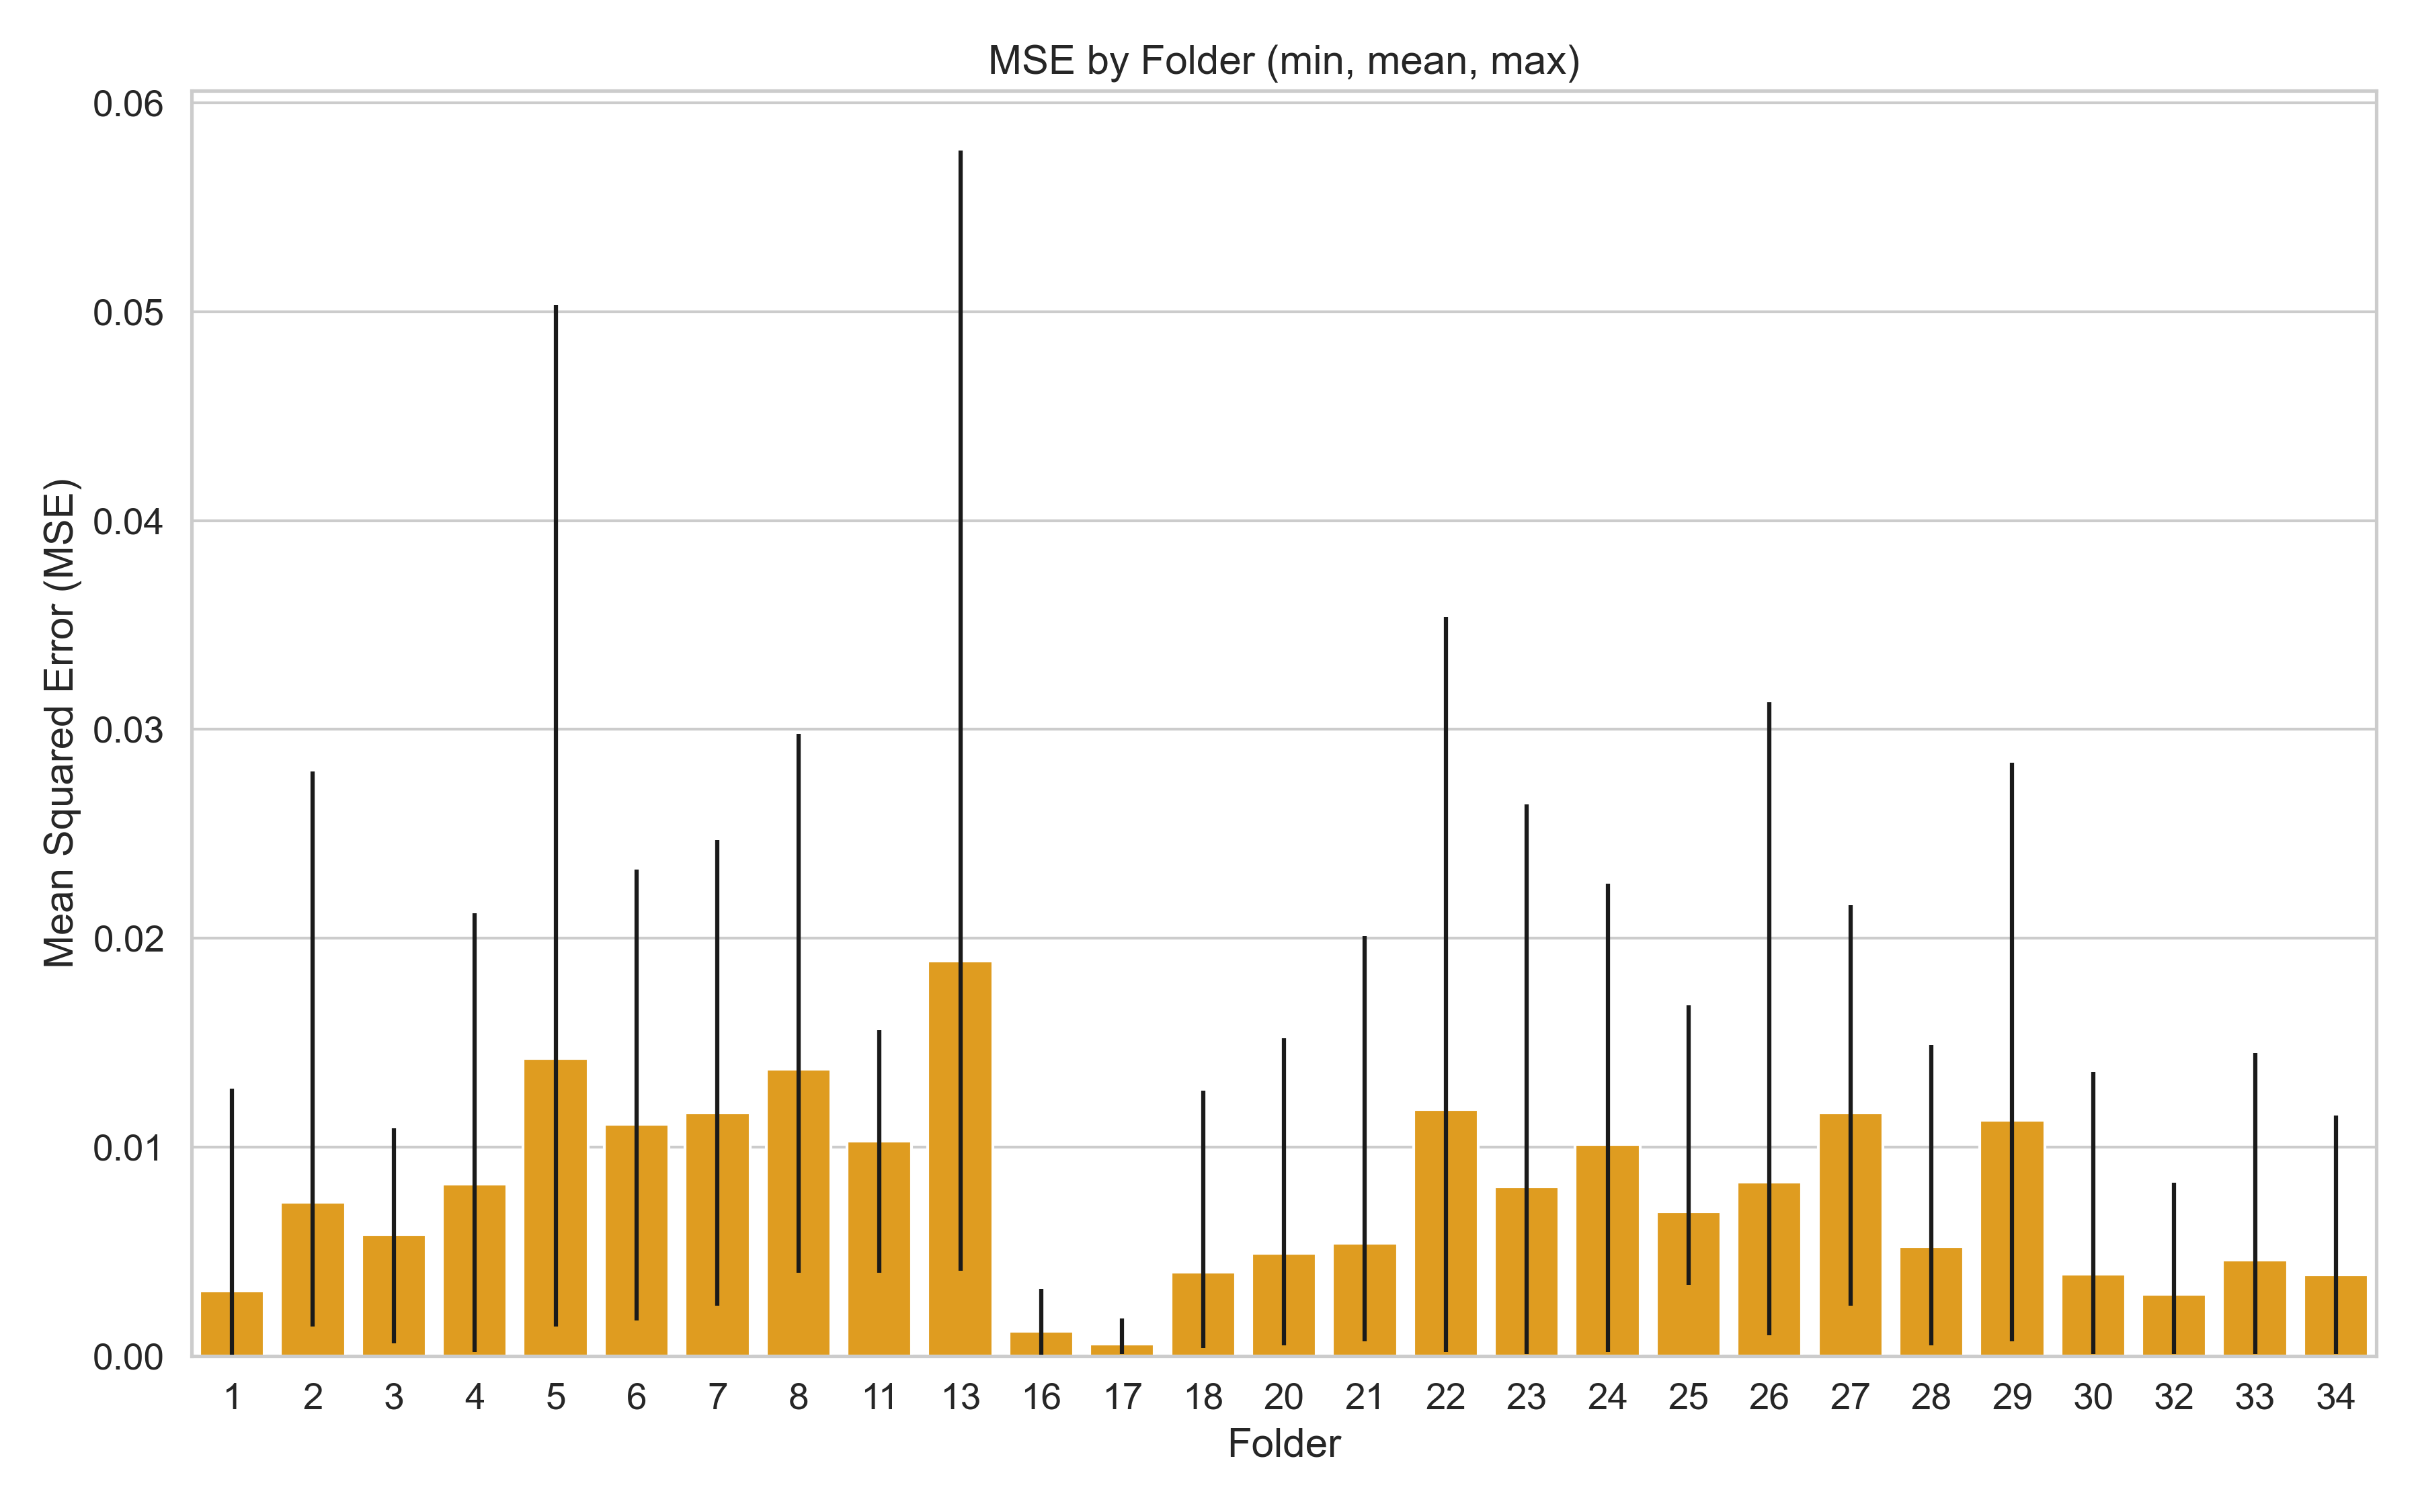 MSE by Folder (min, mean, max)
Mean Squared Error (MSE)
0.06
0.05
0.04
0.03
0.02
0.01
0.00
1 2 3 4 5 6 7 8 11 13 16 17 18 20 21 22 23 24 25 26 27 28 29 30 32 33 34
Folder